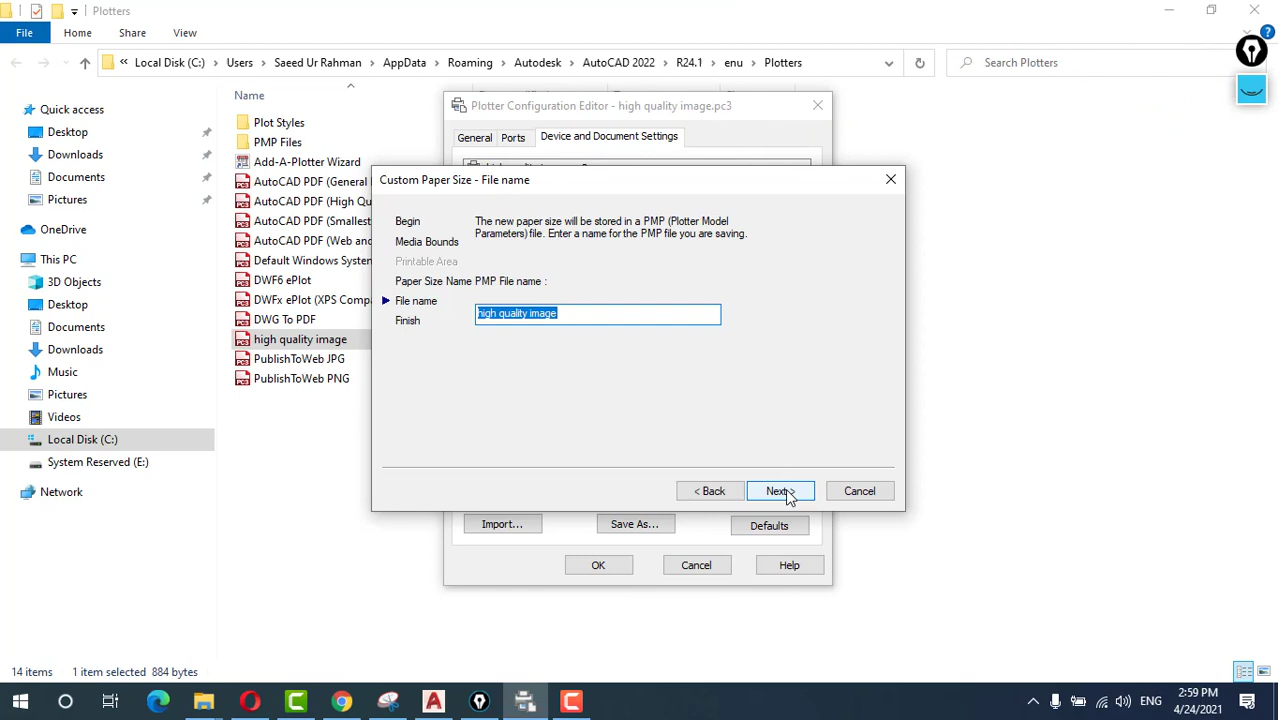 Plotters
File
Home
Share
View
« Local Disk (C:) > Users > Saeed Ur Rahman > AppData > Roaming > Autodesk > AutoCAD 2022 > R24.1 > enu > Plotters
Search Plotters
Quick access
Desktop
Downloads
Documents
Pictures
OneDrive
This PC
3D Objects
Desktop
Documents
Downloads
Music
Pictures
Videos
Local Disk (C:)
System Reserved (E:)
Network
Name
Plot Styles
PMP Files
Add-A-Plotter Wizard
AutoCAD PDF (General
AutoCAD PDF (High Qu
AutoCAD PDF (Smallest
AutoCAD PDF (Web and
Default Windows System
DWF6 ePlot
DWFx ePlot (XPS Compa
DWG To PDF
high quality image
PublishToWeb JPG
PublishToWeb PNG
Plotter Configuration Editor - high quality image.pc3
General
Ports
Device and Document Settings
Custom Paper Size - File name
Begin
Media Bounds
Printable Area
Paper Size Name
File name
Finish
The new paper size will be stored in a PMP (Plotter Model
Parameters) file. Enter a name for the PMP file you are saving.
PMP File name :
high quality image
< Back
Next >
Cancel
Import...
Save As...
Defaults
OK
Cancel
Help
14 items
1 item selected 884 bytes
ENG
2:59 PM
4/24/2021